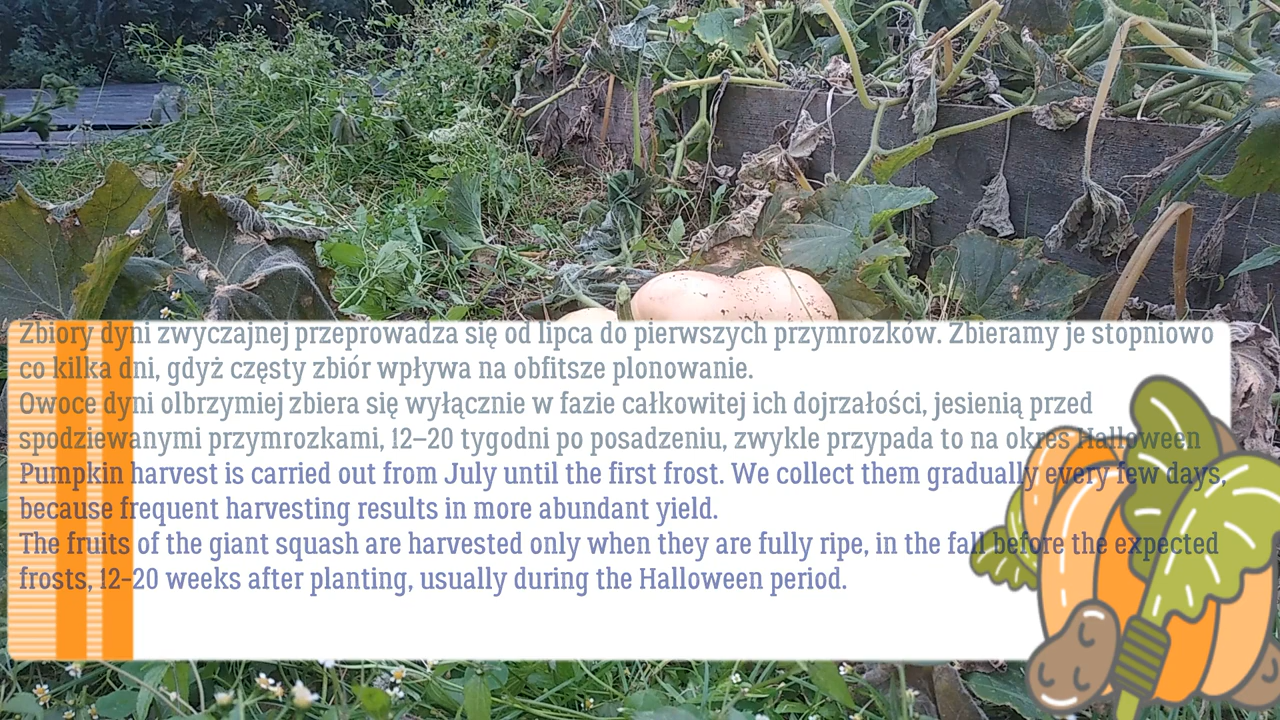 Zbiory dyni zwyczajnej przeprowadza się od lipca do pierwszych przymrozków. Zbieramy je stopniowo
co kilka dni, gdyż częsty zbiór wpływa na obfitsze plonowanie.
Owoce dyni olbrzymiej zbiera się wyłącznie w fazie całkowitej ich dojrzałości, jesienią przed
spodziewanymi przymrozkami, 12–20 tygodni po posadzeniu, zwykle przypada to na okres Halloween
Pumpkin harvest is carried out from July until the first frost. We collect them gradually every few days,
because frequent harvesting results in more abundant yield.
The fruits of the giant squash are harvested only when they are fully ripe, in the fall before the expected
frosts, 12-20 weeks after planting, usually during the Halloween period.